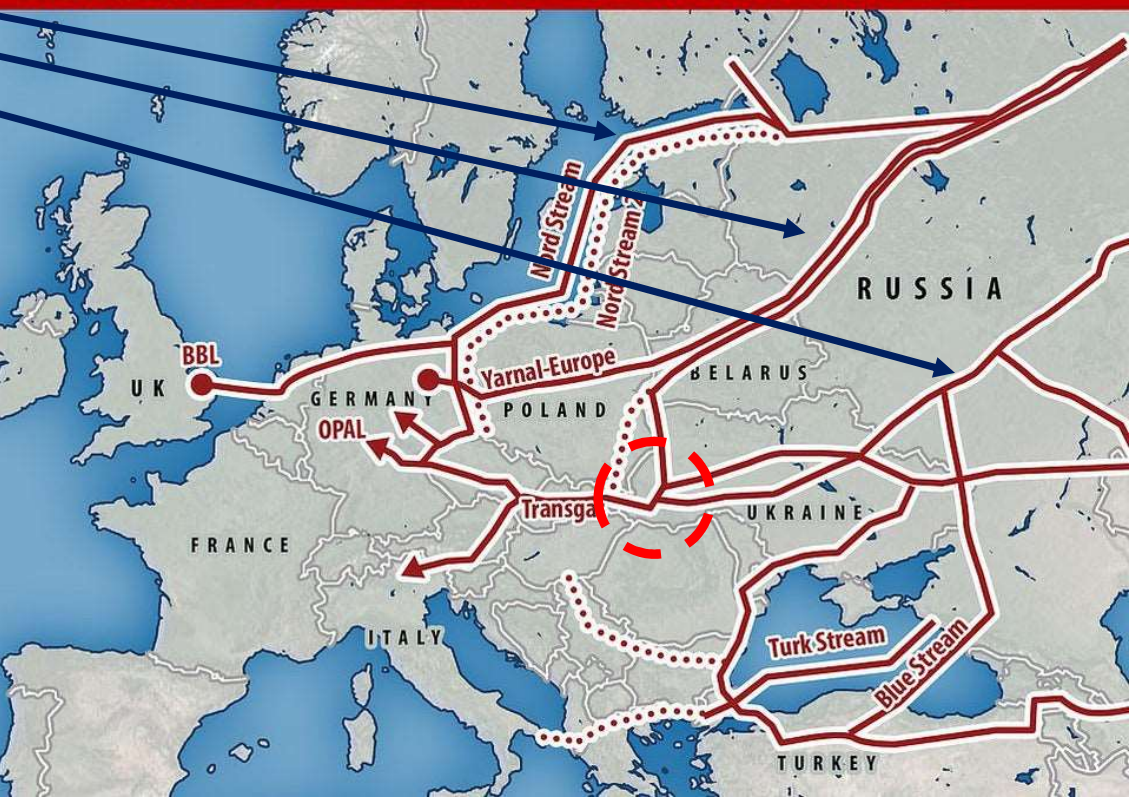 Nord Stream
Nord Stream 2
RUSSIA
BBL
UK
Yarnal-Europe
BELARUS
GERMANY
POLAND
OPAL
Transga
UKRAINE
FRANCE
ITALY
Turk Stream
Blue Stream
TURKEY